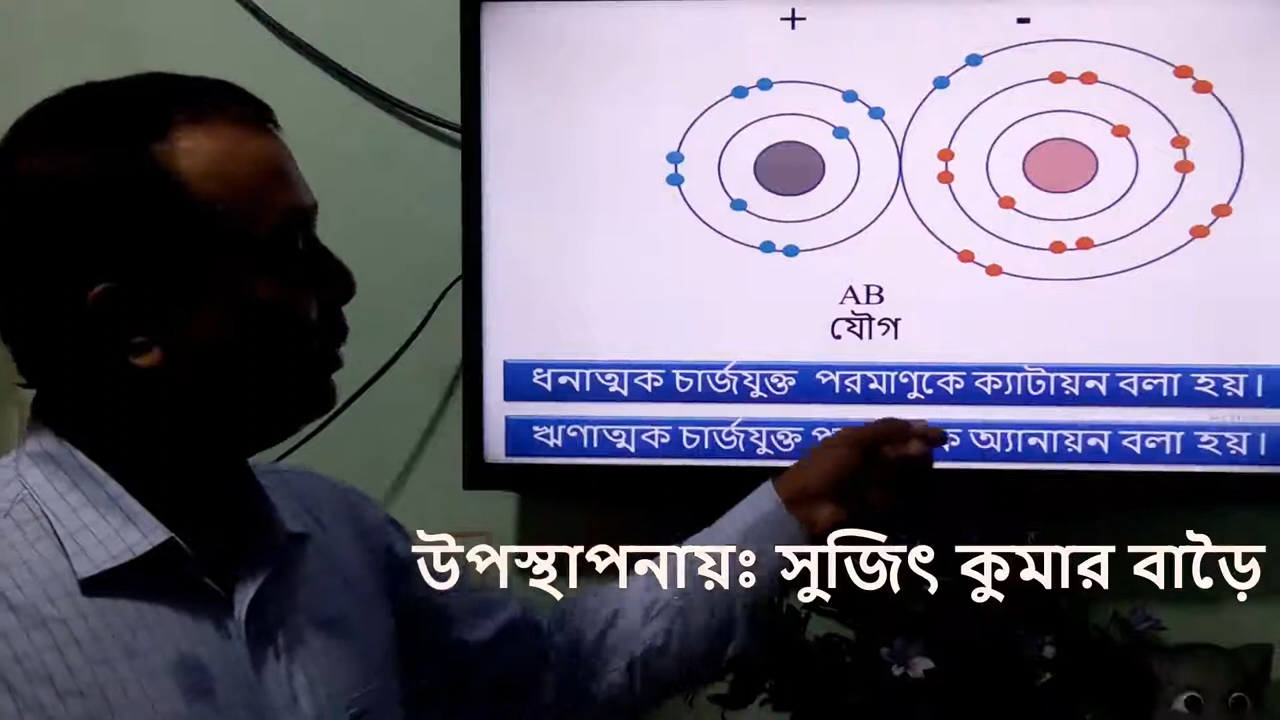 + -
AB
যৌগ
ধনাত্মক চার্জযুক্ত পরমাণুকে ক্যাটায়ন বলা হয়।
ঋণাত্মক চার্জযুক্ত অ্যানায়ন বলা হয়।
উপস্থাপনায়ঃ সুজিৎ কুমার বাড়ৈ